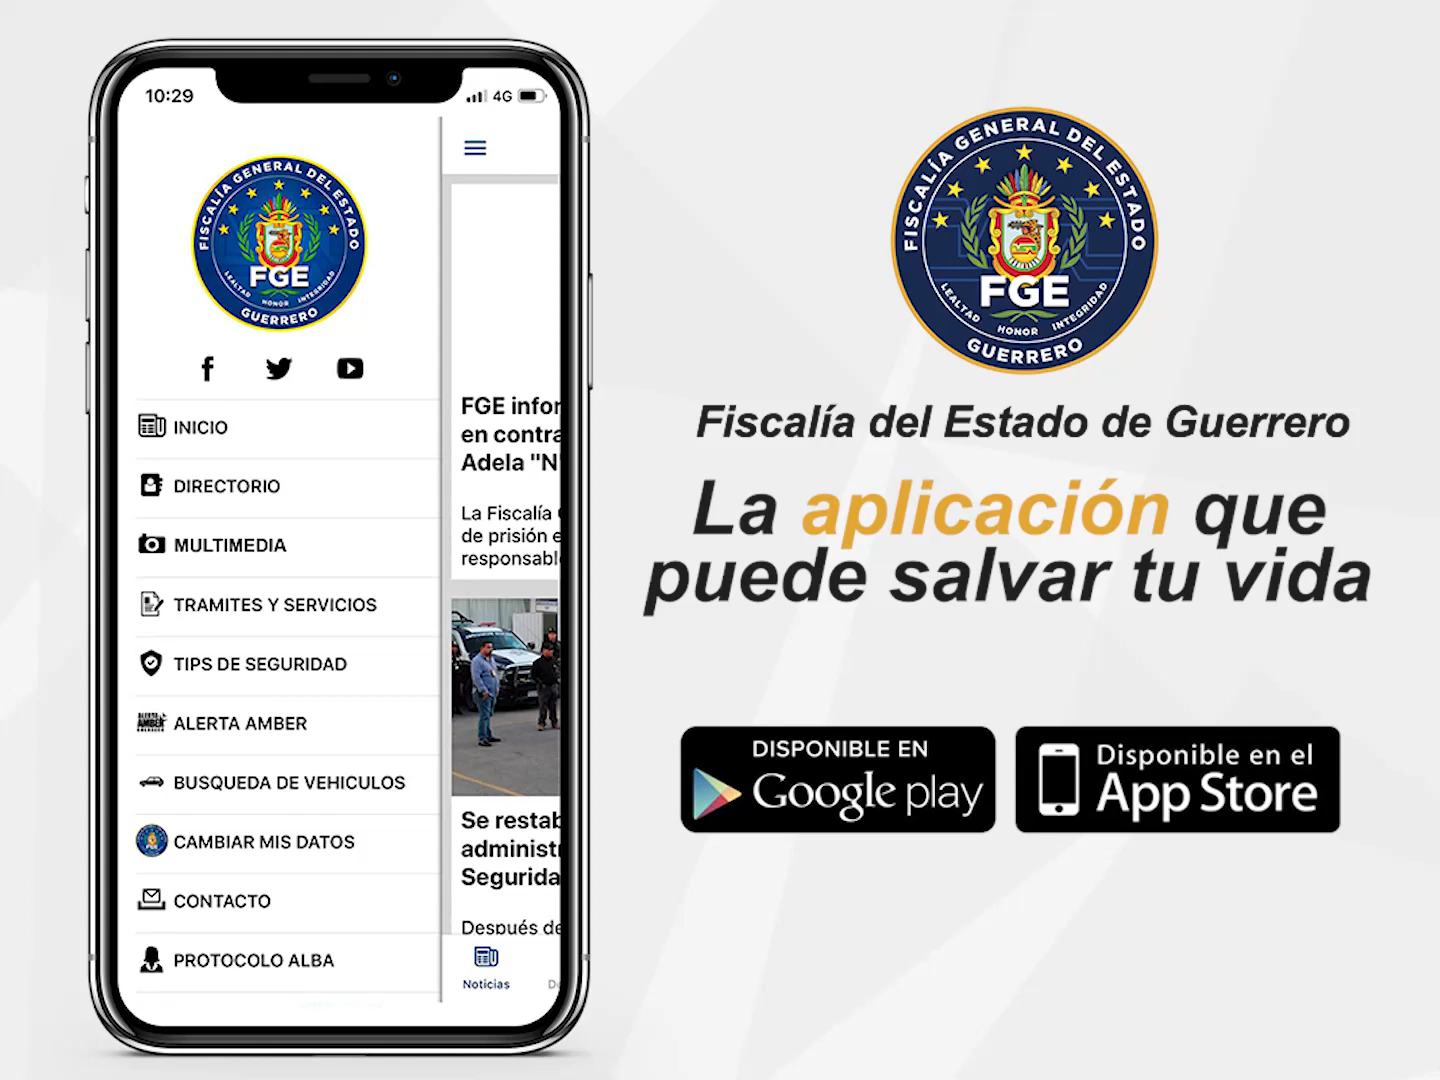 10:29
4G
FISCALÍA GENERAL DEL ESTADO
FGE
LEALTAD HONOR INTEGRIDAD
GUERRERO
INICIO
DIRECTORIO
MULTIMEDIA
TRAMITES Y SERVICIOS
TIPS DE SEGURIDAD
ALERTA AMBER
BUSQUEDA DE VEHICULOS
CAMBIAR MIS DATOS
CONTACTO
PROTOCOLO ALBA
FGE infor
en contra
Adela "N"
La Fiscalía
de prisión e
responsabl
Se restab
administr
Segurida
Después de
Noticias
FISCALÍA GENERAL DEL ESTADO
FGE
LEALTAD HONOR INTEGRIDAD
GUERRERO
Fiscalía del Estado de Guerrero
La aplicación que
puede salvar tu vida
DISPONIBLE EN
Google play
Disponible en el
App Store